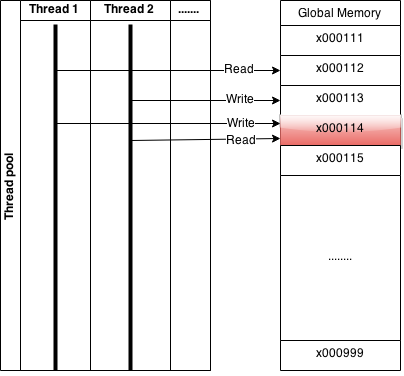 Thread 1 Thread 2 .......
Global Memory
x000111
Read x000112
Write x000113
Write x000114
Read
x000115
Thread pool
........
x000999